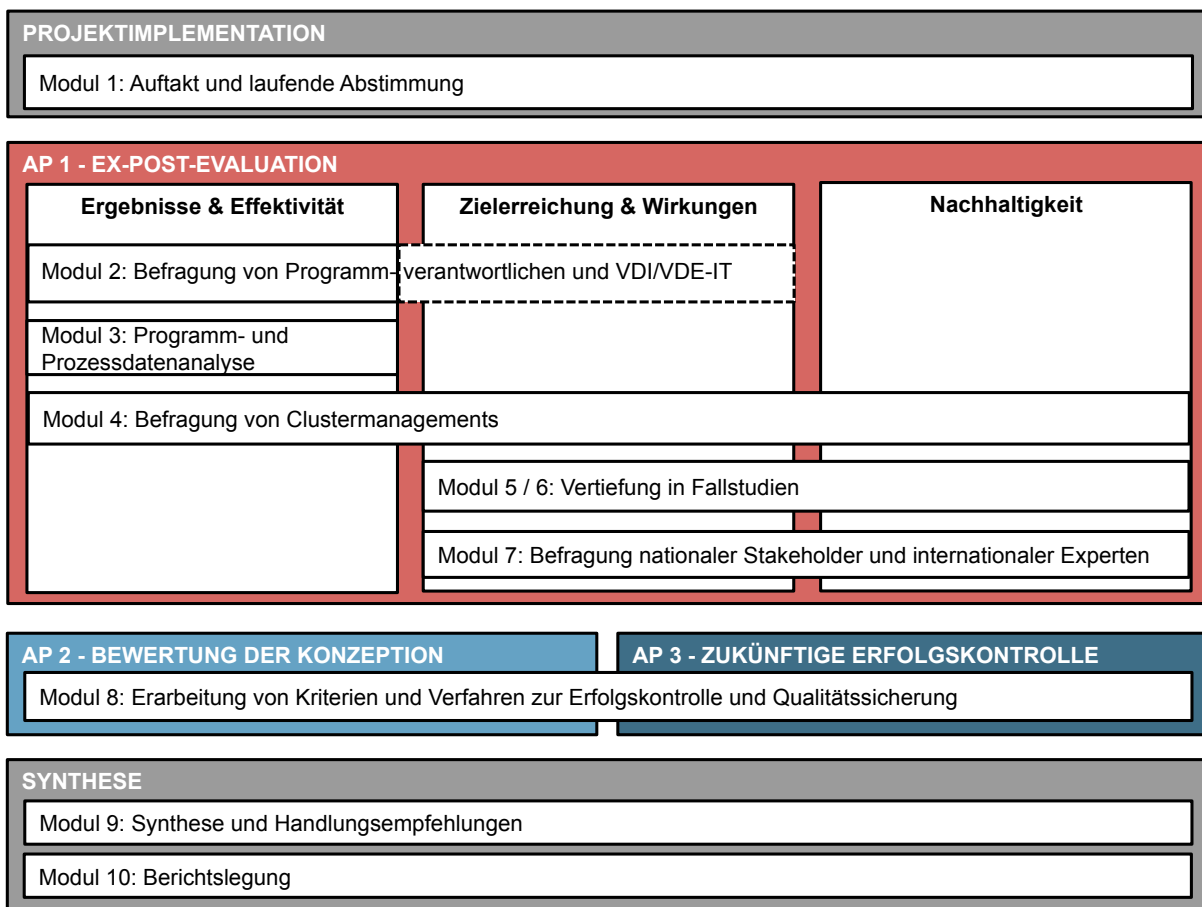 PROJEKTIMPLEMENTATION
Modul 1: Auftakt und laufende Abstimmung
AP 1 - EX-POST-EVALUATION
Ergebnisse & Effektivität
Zielerreichung & Wirkungen
Nachhaltigkeit
Modul 2: Befragung von Programm- verantwortlichen und VDI/VDE-IT
Modul 3: Programm- und
Prozessdatenanalyse
Modul 4: Befragung von Clustermanagements
Modul 5 / 6: Vertiefung in Fallstudien
Modul 7: Befragung nationaler Stakeholder und internationaler Experten
AP 2 - BEWERTUNG DER KONZEPTION
AP 3 - ZUKÜNFTIGE ERFOLGSKONTROLLE
Modul 8: Erarbeitung von Kriterien und Verfahren zur Erfolgskontrolle und Qualitätssicherung
SYNTHESE
Modul 9: Synthese und Handlungsempfehlungen
Modul 10: Berichtslegung